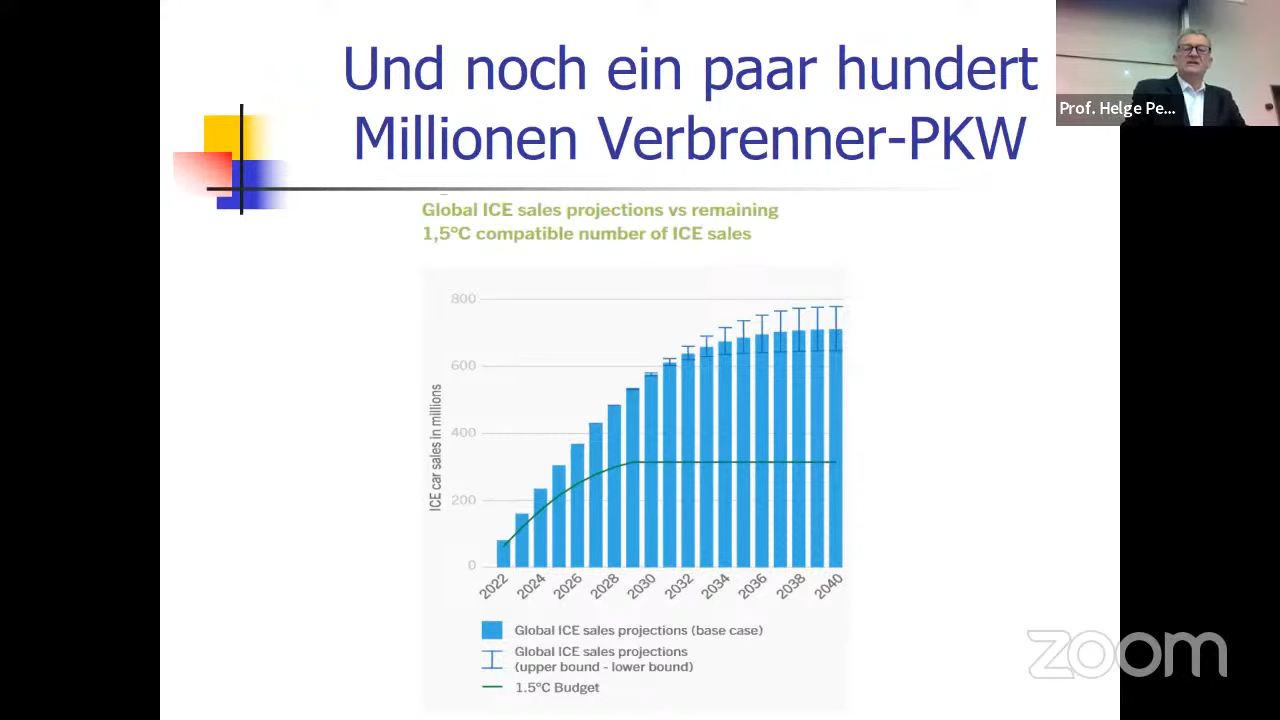 Und noch ein paar hundert
Millionen Verbrenner-PKW
Prof. Helge Pe...
Global ICE sales projections vs remaining
1,5°C compatible number of ICE sales
ICE car sales in millions
800
600
400
200
0
2022
2024
2026
2028
2030
2032
2034
2036
2038
2040
Global ICE sales projections (base case)
Global ICE sales projections
(upper bound - lower bound)
1.5°C Budget
zoom